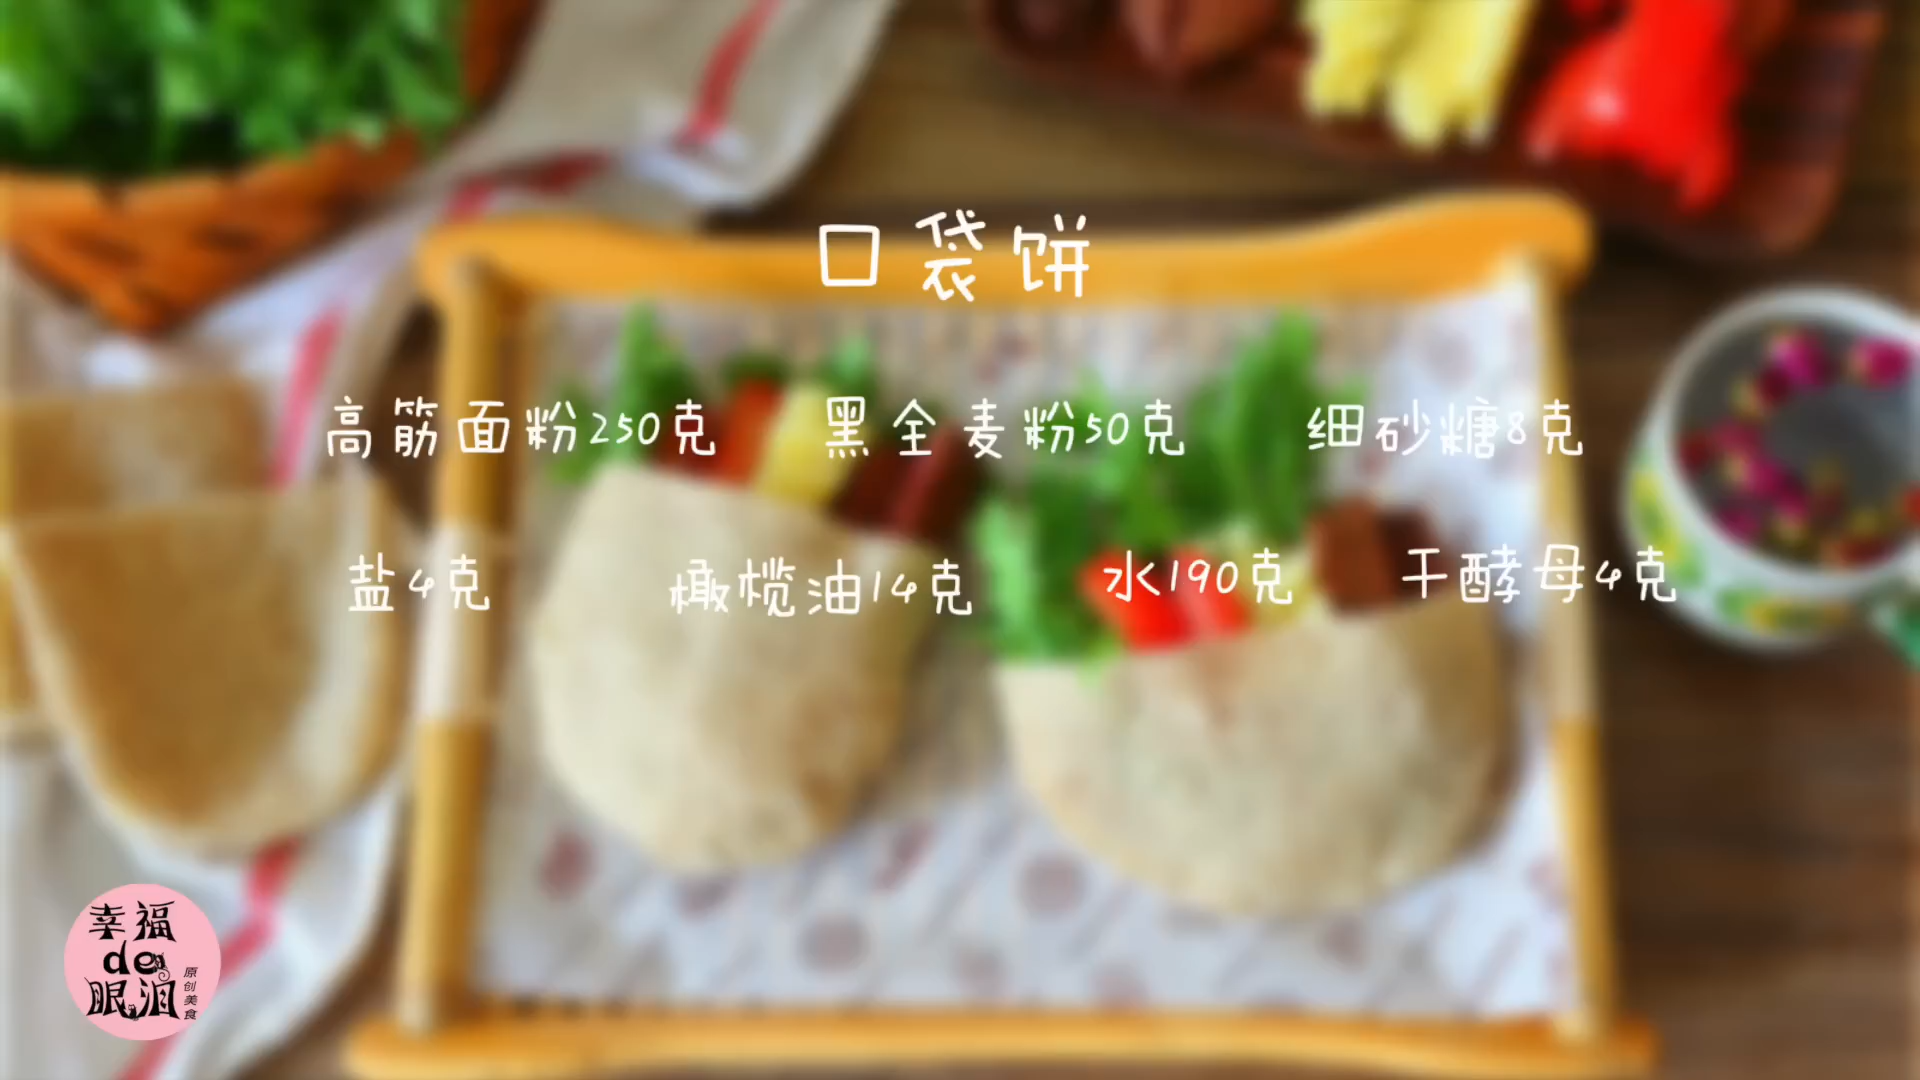 口袋饼
高筋面粉250克 黑全麦粉50克 细砂糖8克
盐4克 橄榄油14克 水190克 干酵母4克
幸福
de
眼泪
原创美食